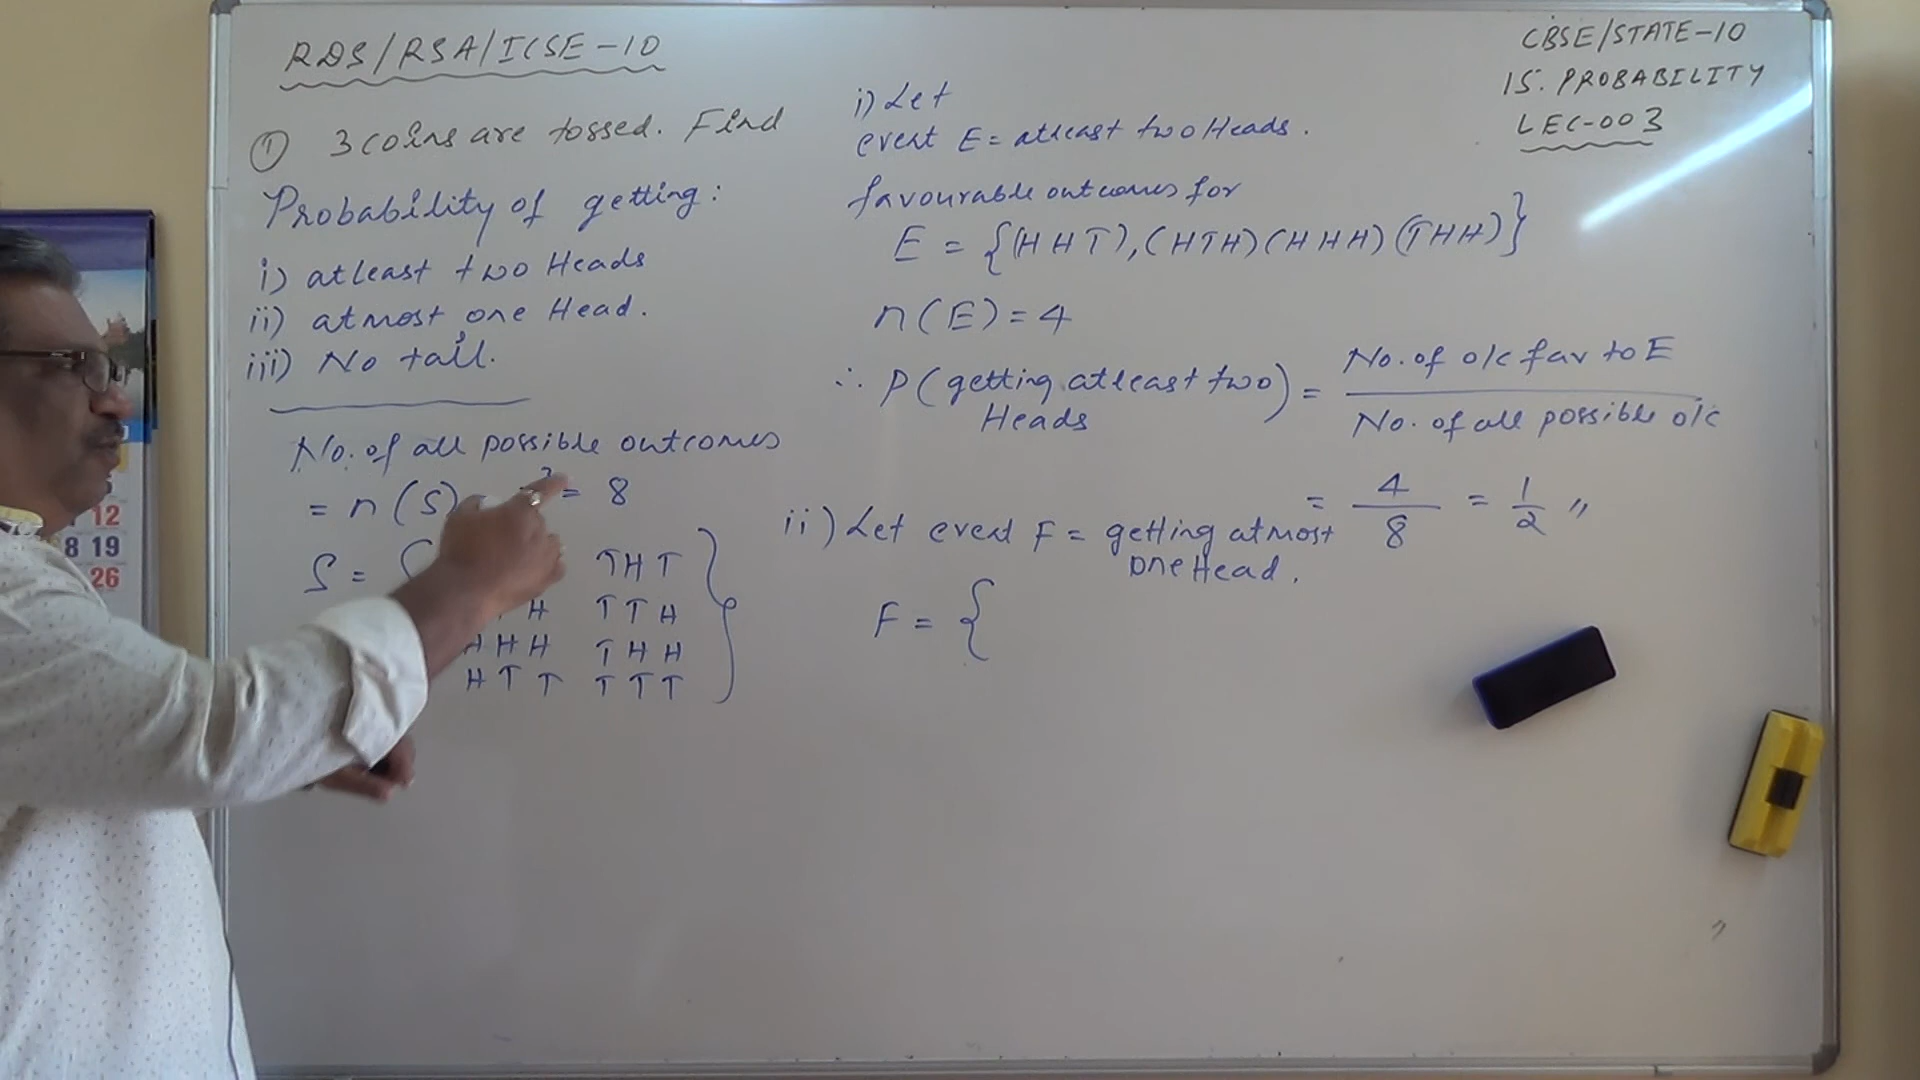 RDS/RSA/ICSE-10
① 3 coins are tossed. Find
Probability of getting:
i) atleast two Heads
ii) atmost one Head.
iii) No tail.
No. of all possible outcomes
= n(S) = 8
S = { THT
H TTH
HHH THH
HTT TTT }
i) Let
event E = atleast two Heads.
favourable outcomes for
E = {(HHT),(HTH)(HHH)(THH)}
n(E)=4
∴ P(getting atleast two Heads) = No. of o/c fav to E
No. of all possible o/c
= 4/8 = 1/2 "
ii) Let event F = getting atmost
one Head.
F = {
CBSE/STATE-10
15. PROBABILITY
LEC-003
12
8 19
26